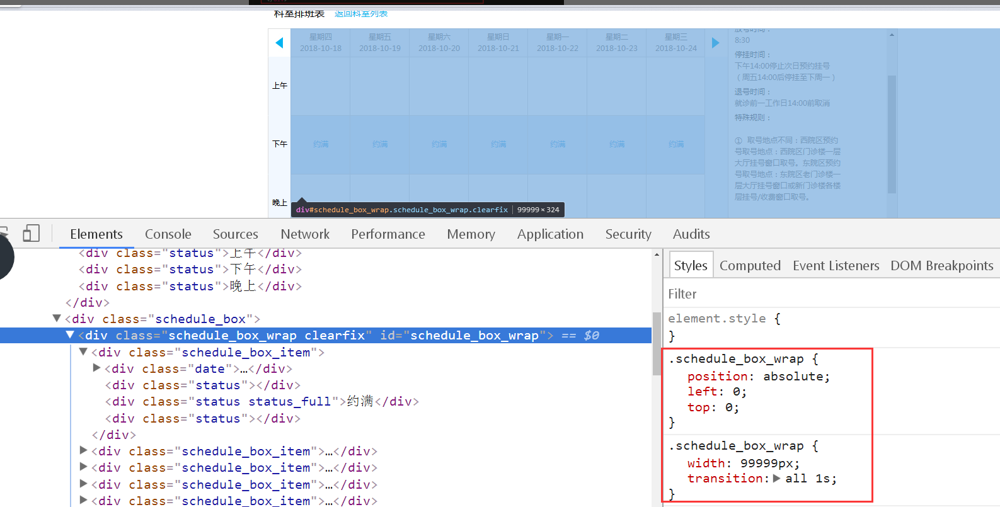 科室排班表 返回科室列表
星期四 星期五 星期六 星期日 星期一 星期二 星期三
2018-10-18 2018-10-19 2018-10-20 2018-10-21 2018-10-22 2018-10-23 2018-10-24
上午
下午 约满 约满 约满 约满 约满 约满 约满
晚上
放号时间：
8:30
停挂时间：
下午14:00停止次日预约挂号
（周五14:00后停挂至下周一）
退号时间：
就诊前一工作日14:00前取消
特殊规则：
① 取号地点不同：西院区预约
号取号地点：西院区门诊楼一层
大厅挂号窗口取号。东院区预约
号取号地点：东院区老门诊楼一
层大厅挂号窗口或新门诊楼各楼
层挂号/收费窗口取号。
div#schedule_box_wrap.schedule_box_wrap.clearfix 99999×324
Elements Console Sources Network Performance Memory Application Security Audits
<div class="status">上午</div>
<div class="status">下午</div>
<div class="status">晚上</div>
</div>
▼<div class="schedule_box">
▼<div class="schedule_box_wrap clearfix" id="schedule_box_wrap"> == $0
▼<div class="schedule_box_item">
▶<div class="date">…</div>
<div class="status"></div>
<div class="status status_full">约满</div>
<div class="status"></div>
</div>
▶<div class="schedule_box_item">…</div>
▶<div class="schedule_box_item">…</div>
▶<div class="schedule_box_item">…</div>
▶<div class="schedule_box_item">…</div>
Styles Computed Event Listeners DOM Breakpoints
Filter
element.style {
}
.schedule_box_wrap {
position: absolute;
left: 0;
top: 0;
}
.schedule_box_wrap {
width: 99999px;
transition:▶all 1s;
}